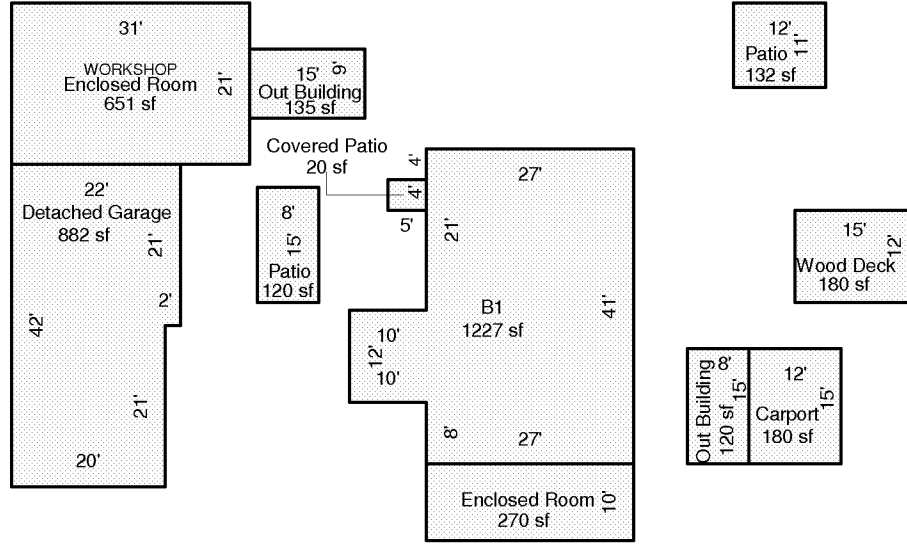 31'
WORKSHOP
Enclosed Room
651 sf
21'
15'
9'
Out Building
135 sf
12'
11'
Patio
132 sf
Covered Patio
20 sf
4'
4'
5'
27'
22'
Detached Garage
882 sf
21'
2'
42'
21'
20'
8'
15'
Patio
120 sf
21'
B1
1227 sf
41'
10'
12'
10'
8'
27'
Enclosed Room
270 sf
10'
15'
12'
Wood Deck
180 sf
8'
15'
Out Building
120 sf
12'
15'
Carport
180 sf